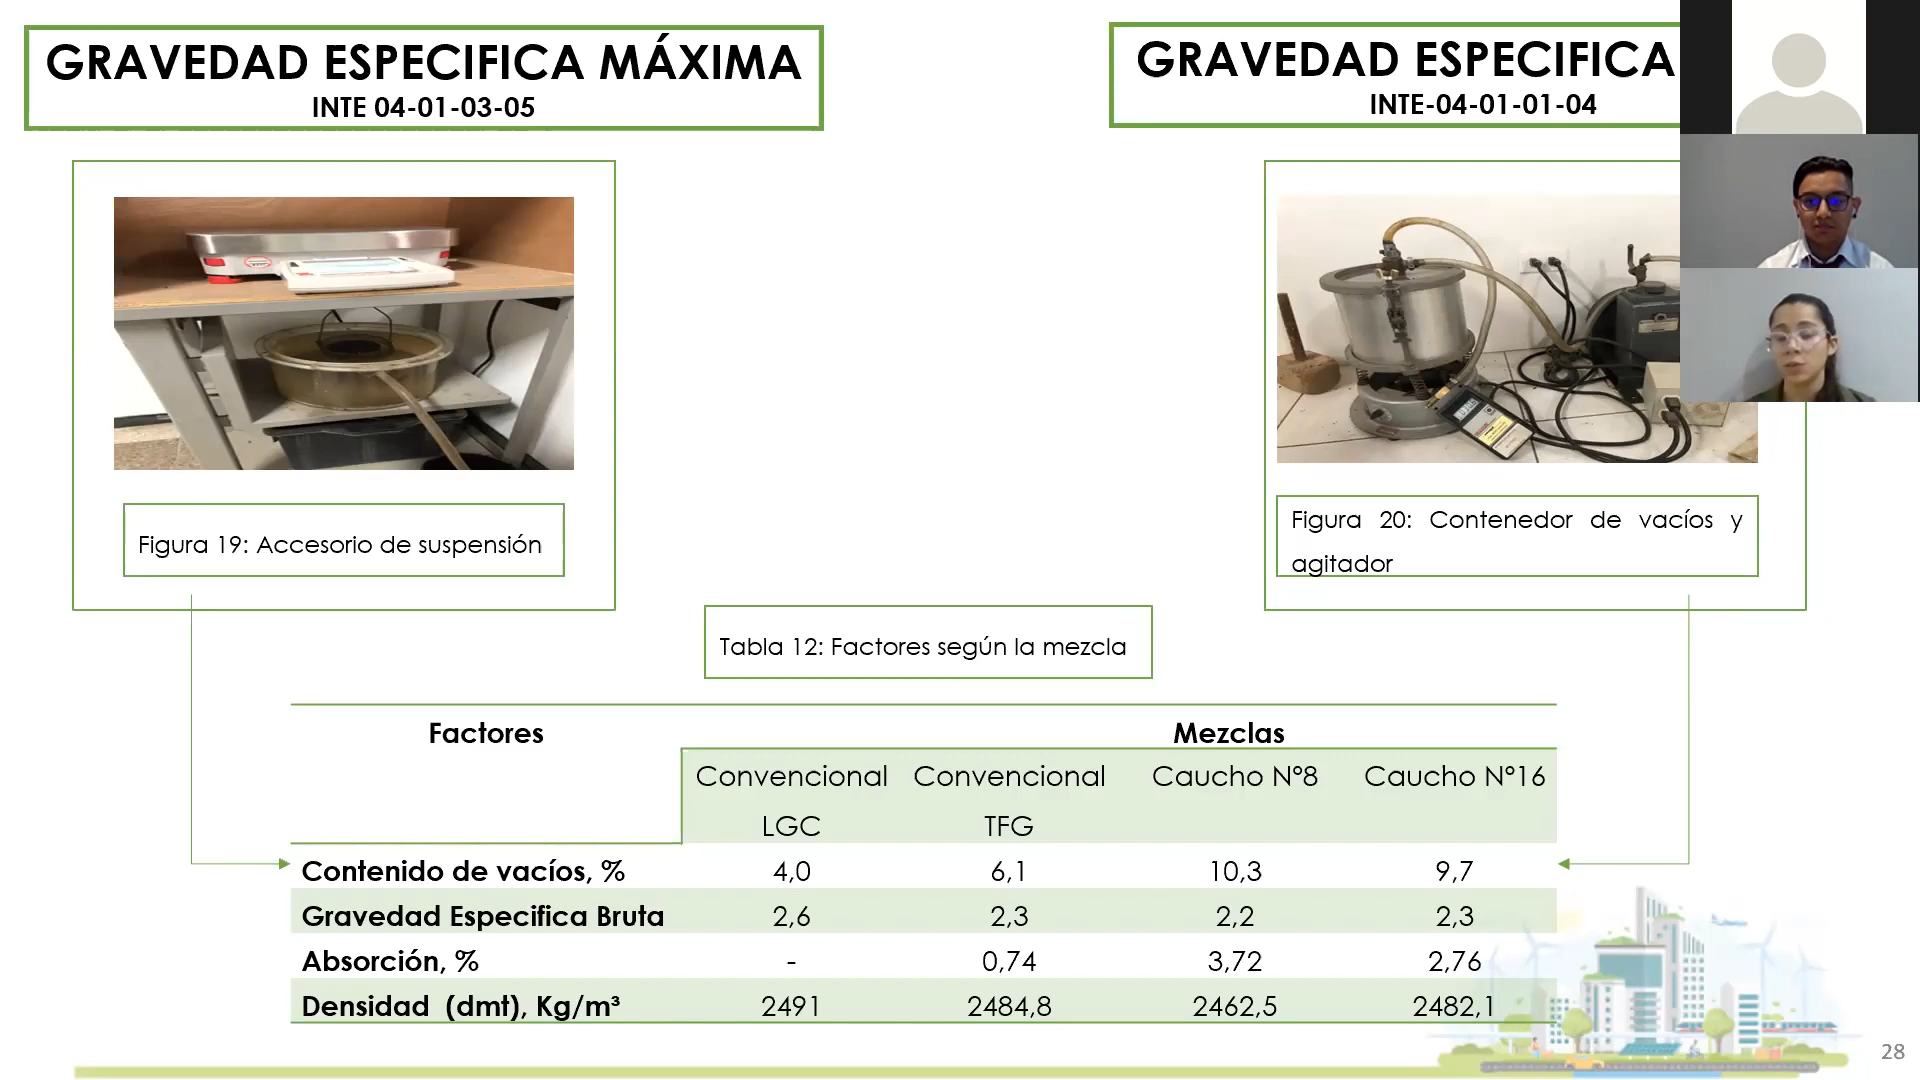 GRAVEDAD ESPECIFICA MÁXIMA
INTE 04-01-03-05
GRAVEDAD ESPECIFICA
INTE-04-01-01-04
Figura 19: Accesorio de suspensión
Figura 20: Contenedor de vacíos y
agitador
Tabla 12: Factores según la mezcla
Factores Mezclas
Convencional Convencional Caucho N°8 Caucho N°16
LGC TFG
Contenido de vacíos, % 4,0 6,1 10,3 9,7
Gravedad Especifica Bruta 2,6 2,3 2,2 2,3
Absorción, % - 0,74 3,72 2,76
Densidad (dmt), Kg/m³ 2491 2484,8 2462,5 2482,1
28